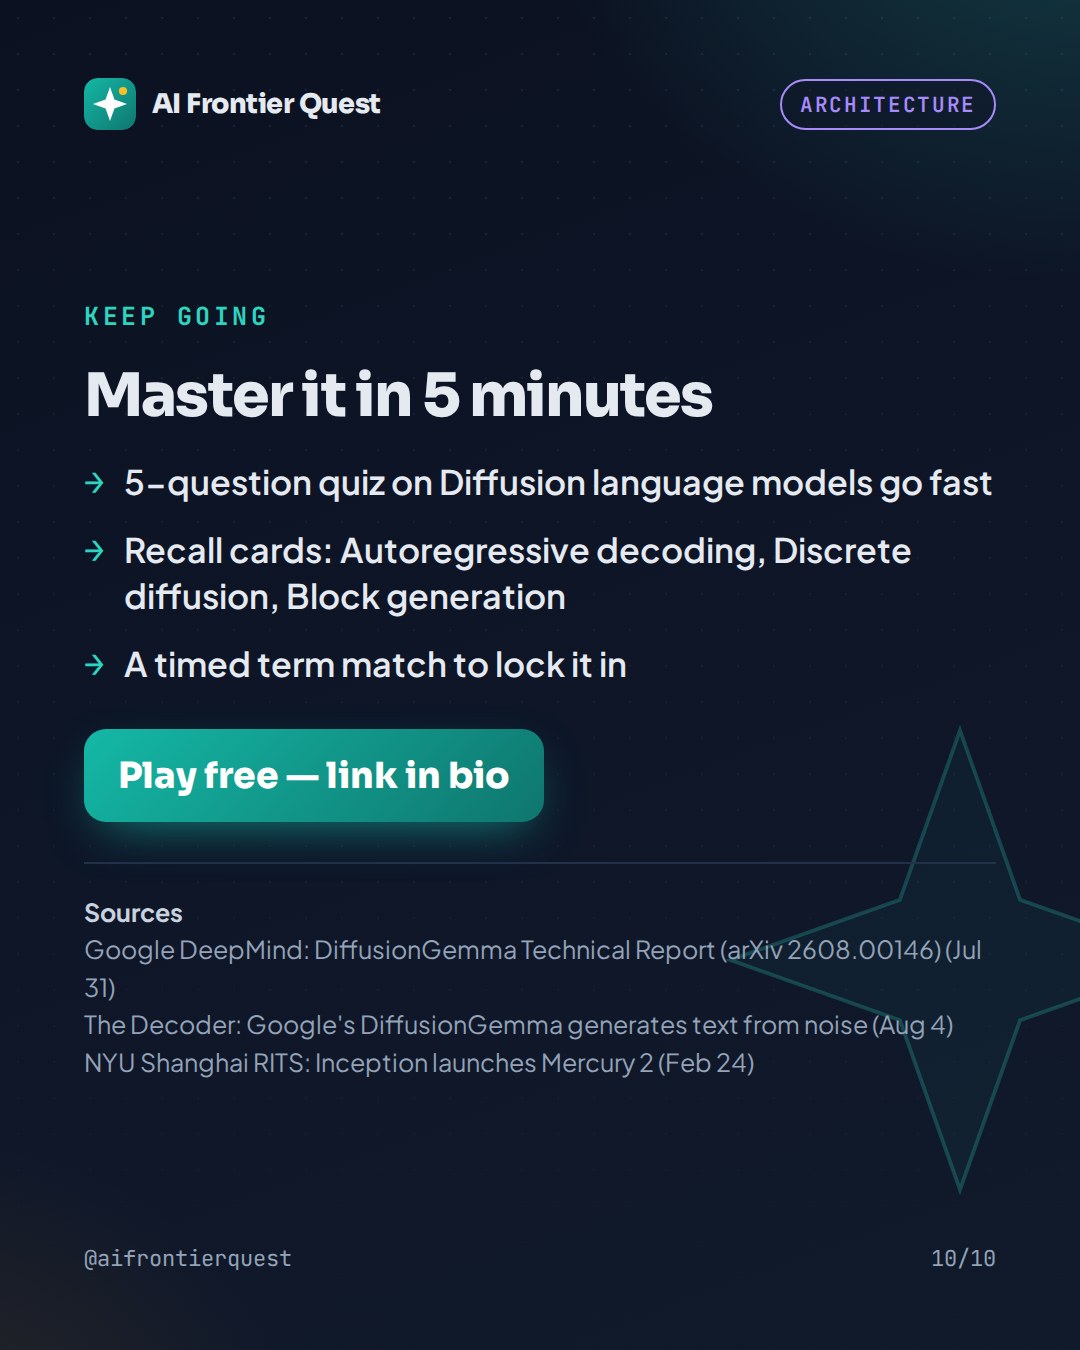 AI Frontier Quest
ARCHITECTURE
KEEP GOING
Master it in 5 minutes
→ 5-question quiz on Diffusion language models go fast
→ Recall cards: Autoregressive decoding, Discrete
diffusion, Block generation
→ A timed term match to lock it in
Play free — link in bio
Sources
Google DeepMind: DiffusionGemma Technical Report (arXiv 2608.00146) (Jul
31)
The Decoder: Google's DiffusionGemma generates text from noise (Aug 4)
NYU Shanghai RITS: Inception launches Mercury 2 (Feb 24)
@aifrontierquest
10/10